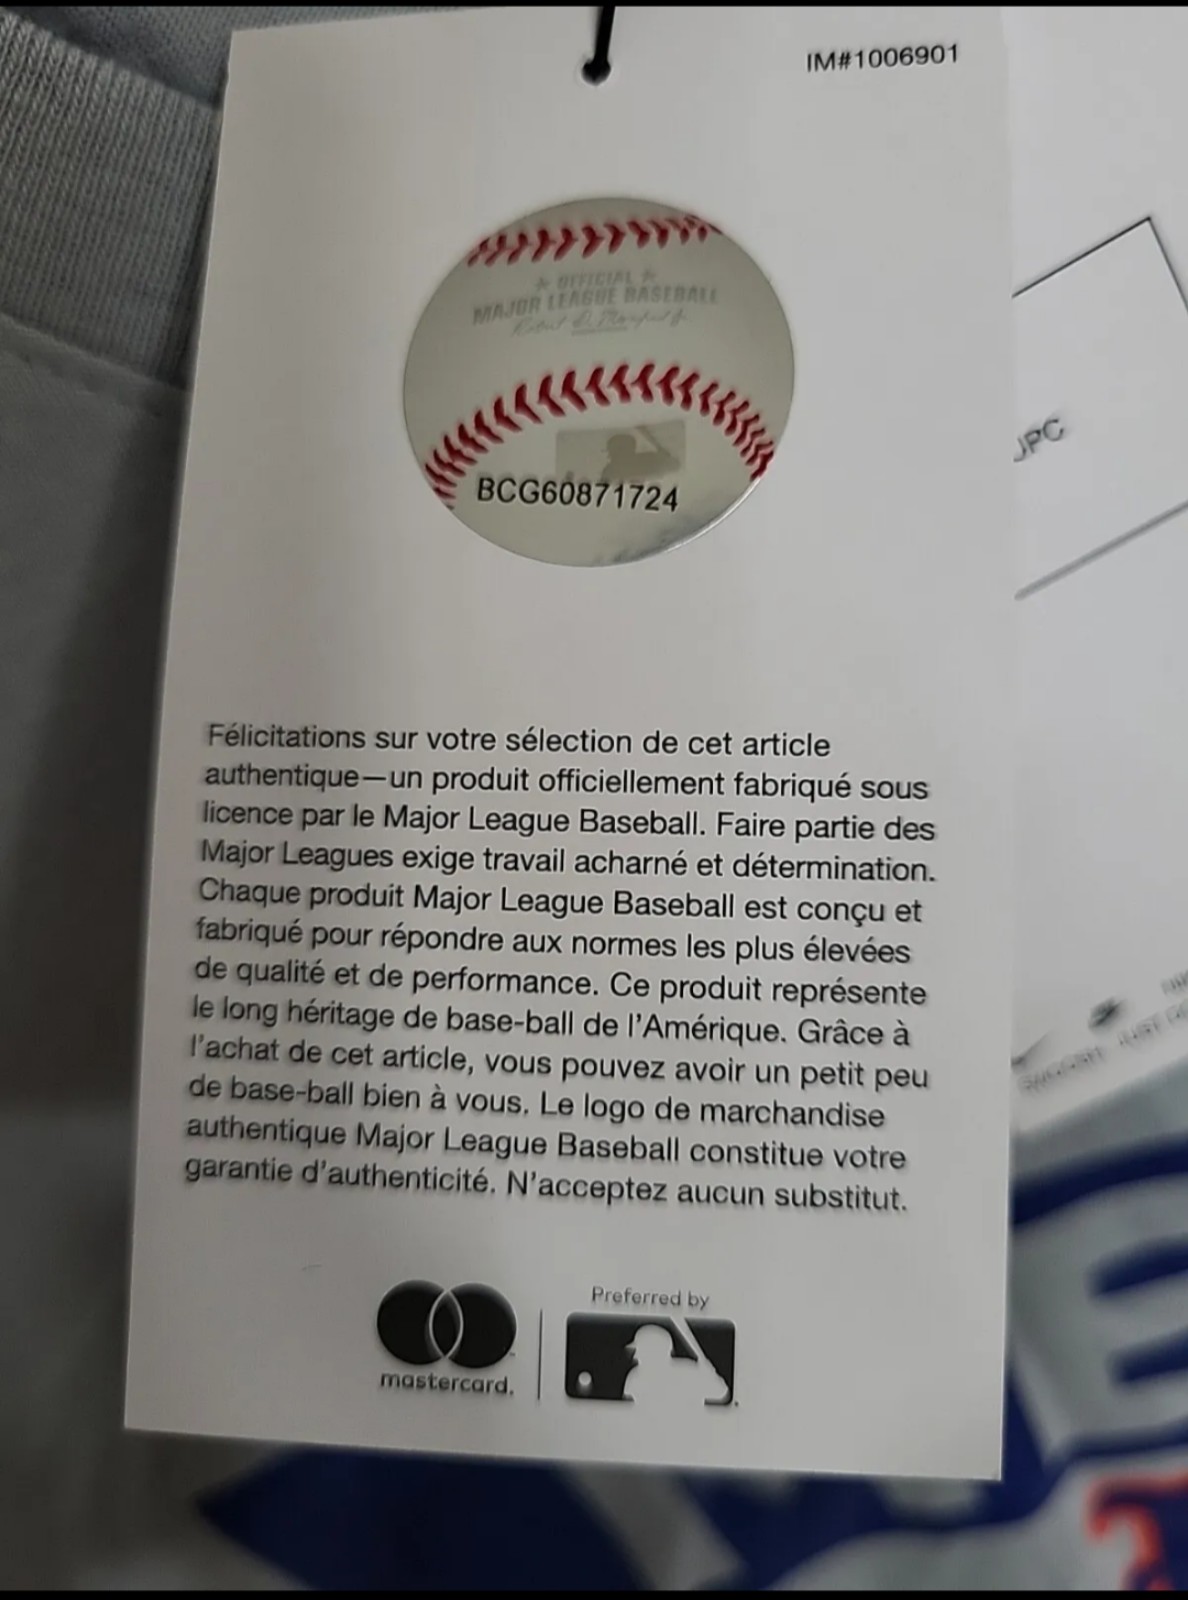 IM#1006901
OFFICIAL
MAJOR LEAGUE BASEBALL
BCG60871724
Félicitations sur votre sélection de cet article
authentique—un produit officiellement fabriqué sous
licence par le Major League Baseball. Faire partie des
Major Leagues exige travail acharné et détermination.
Chaque produit Major League Baseball est conçu et
fabriqué pour répondre aux normes les plus élevées
de qualité et de performance. Ce produit représente
le long héritage de base-ball de l'Amérique. Grâce à
l'achat de cet article, vous pouvez avoir un petit peu
de base-ball bien à vous. Le logo de marchandise
authentique Major League Baseball constitue votre
garantie d'authenticité. N'acceptez aucun substitut.
Preferred by
mastercard.